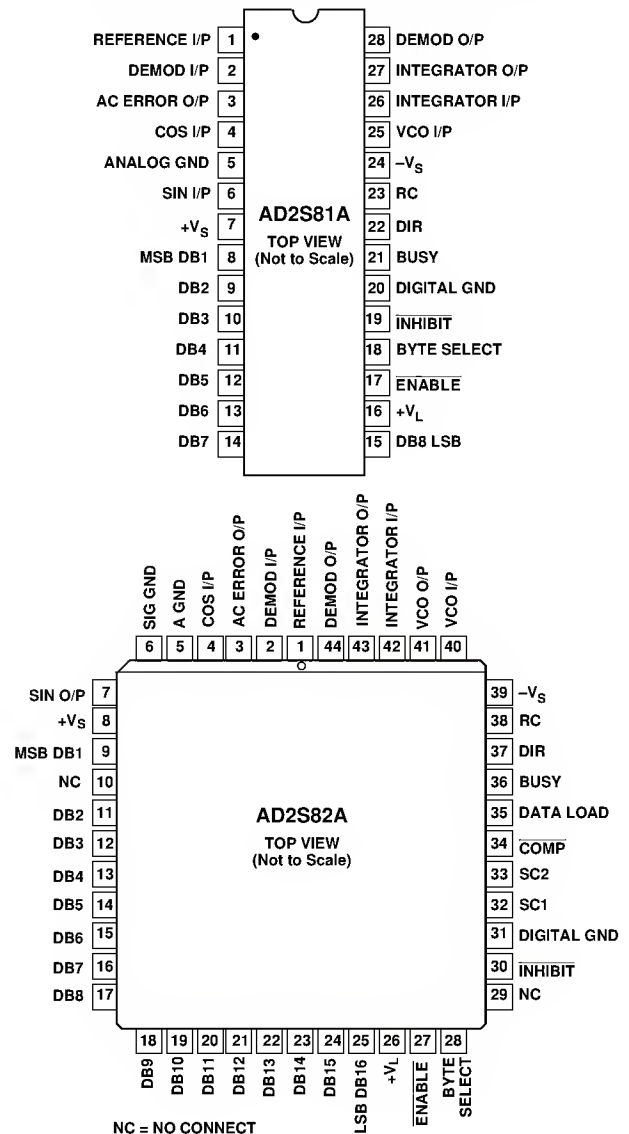 REFERENCE I/P 1 28 DEMOD O/P
DEMOD I/P 2 27 INTEGRATOR O/P
AC ERROR O/P 3 26 INTEGRATOR I/P
COS I/P 4 25 VCO I/P
ANALOG GND 5 24 –VS
SIN I/P 6 23 RC
AD2S81A
+VS 7 22 DIR
TOP VIEW
(Not to Scale)
MSB DB1 8 21 BUSY
DB2 9 20 DIGITAL GND
DB3 10 19 INHIBIT
DB4 11 18 BYTE SELECT
DB5 12 17 ENABLE
DB6 13 16 +VL
DB7 14 15 DB8 LSB
SIG GND
A GND
COS I/P
AC ERROR O/P
DEMOD I/P
REFERENCE I/P
DEMOD O/P
INTEGRATOR O/P
INTEGRATOR I/P
VCO O/P
VCO I/P
6 5 4 3 2 1 44 43 42 41 40
SIN O/P 7 39 –VS
+VS 8 38 RC
MSB DB1 9 37 DIR
NC 10 36 BUSY
DB2 11 35 DATA LOAD
AD2S82A
DB3 12 34 COMP
TOP VIEW
(Not to Scale)
DB4 13 33 SC2
DB5 14 32 SC1
DB6 15 31 DIGITAL GND
DB7 16 30 INHIBIT
DB8 17 29 NC
18 19 20 21 22 23 24 25 26 27 28
DB9
DB10
DB11
DB12
DB13
DB14
DB15
LSB DB16
+VL
ENABLE
BYTE
SELECT
NC = NO CONNECT